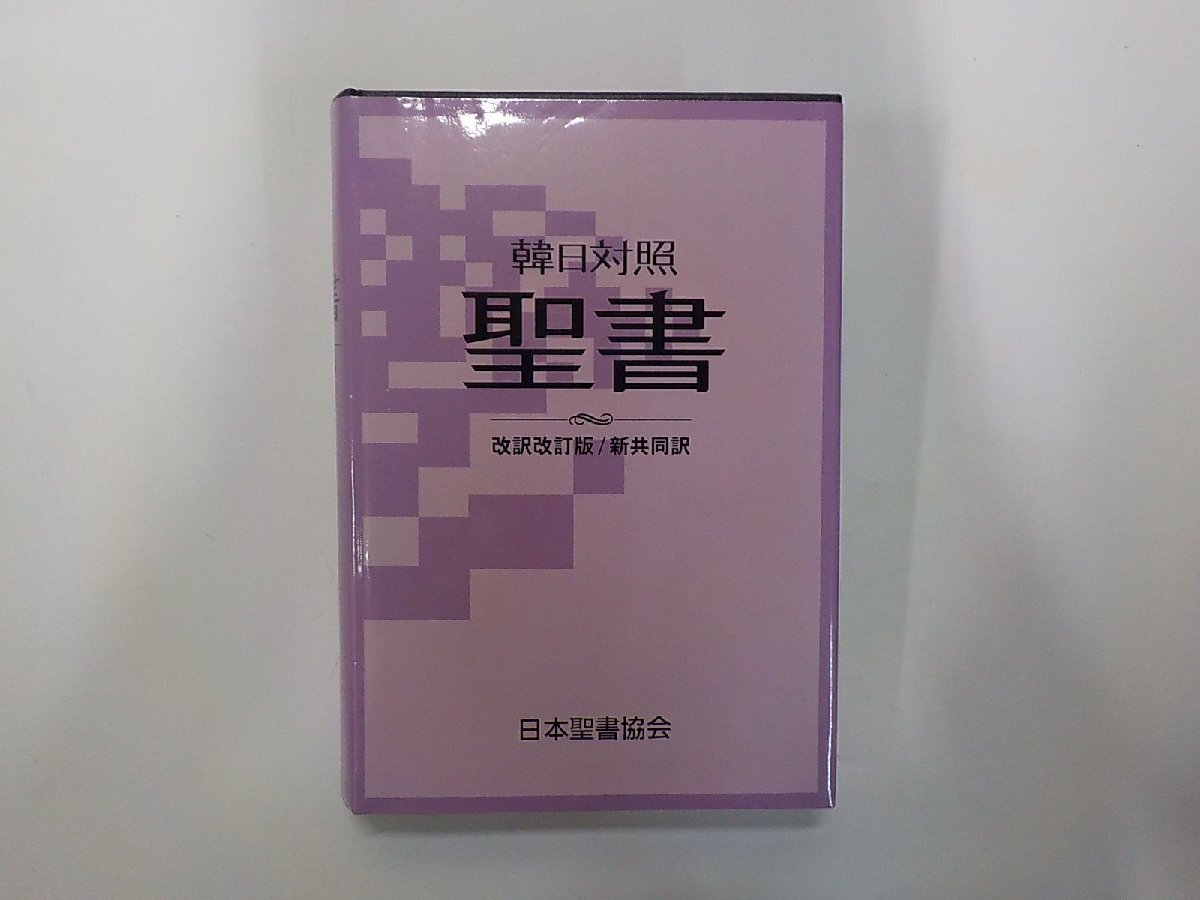 韓日対照
聖書
改訳改訂版/新共同訳
日本聖書協会